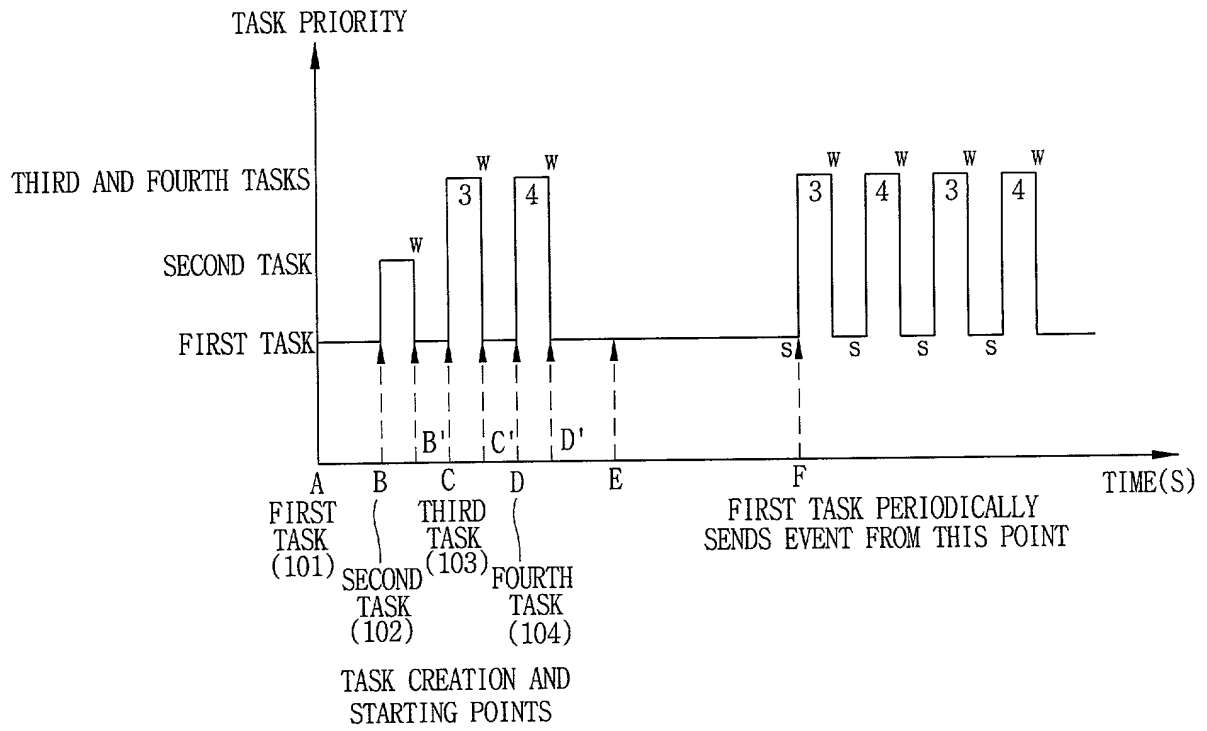 TASK PRIORITY
THIRD AND FOURTH TASKS
SECOND TASK
FIRST TASK
W
W
W
W
W
W
W
3
4
3
4
3
4
S
S
S
S
B'
C'
D'
A
B
C
D
E
F
TIME(S)
FIRST
TASK
(101)
SECOND
TASK
(102)
THIRD
TASK
(103)
FOURTH
TASK
(104)
FIRST TASK PERIODICALLY
SENDS EVENT FROM THIS POINT
TASK CREATION AND
STARTING POINTS